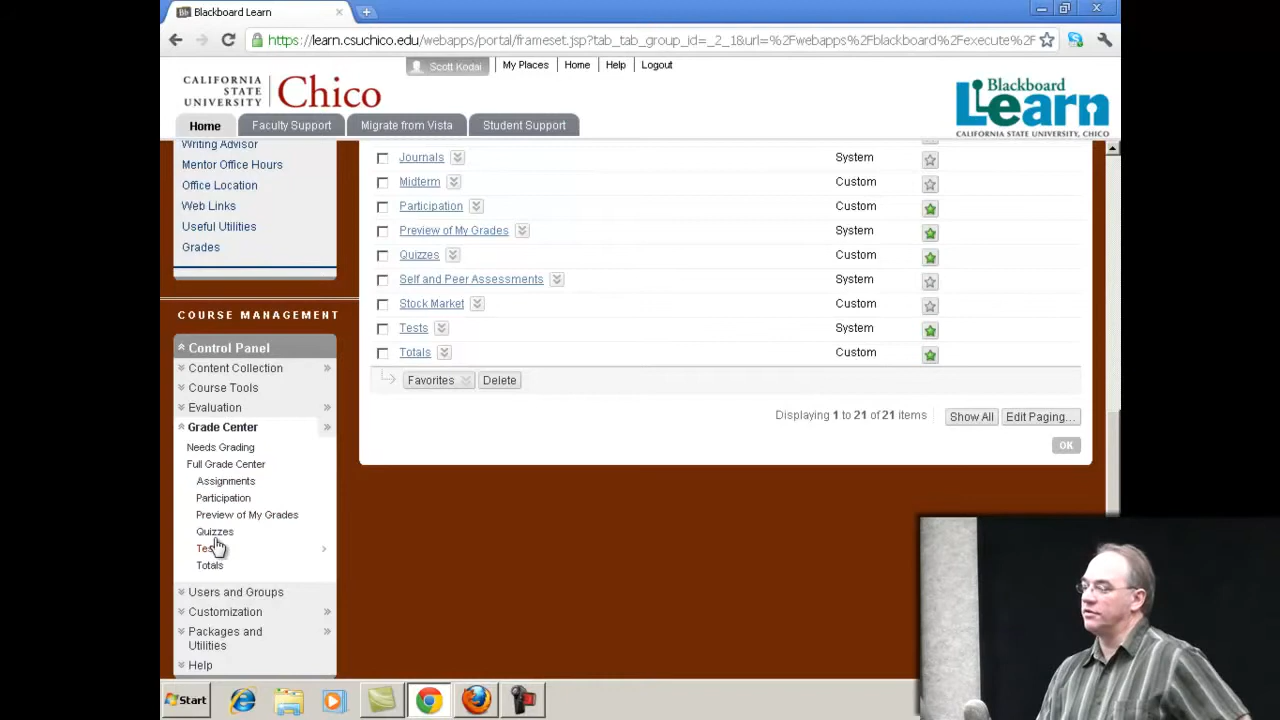 Blackboard Learn
https://learn.csuchico.edu/webapps/portal/frameset.jsp?tab_tab_group_id=_2_1&url=%2Fwebapps%2Fblackboard%2Fexecute%2F
Scott Kodai My Places Home Help Logout
CALIFORNIA
STATE
UNIVERSITY
Chico
Blackboard
Learn
CALIFORNIA STATE UNIVERSITY, CHICO
Home Faculty Support Migrate from Vista Student Support
Writing Advisor
Mentor Office Hours
Office Location
Web Links
Useful Utilities
Grades
COURSE MANAGEMENT
Control Panel
Content Collection
Course Tools
Evaluation
Grade Center
Needs Grading
Full Grade Center
Assignments
Participation
Preview of My Grades
Quizzes
Totals
Users and Groups
Customization
Packages and
Utilities
Help
Journals System
Midterm Custom
Participation Custom
Preview of My Grades System
Quizzes Custom
Self and Peer Assessments System
Stock Market Custom
Tests System
Totals Custom
Favorites Delete
Displaying 1 to 21 of 21 items Show All Edit Paging...
OK
Start